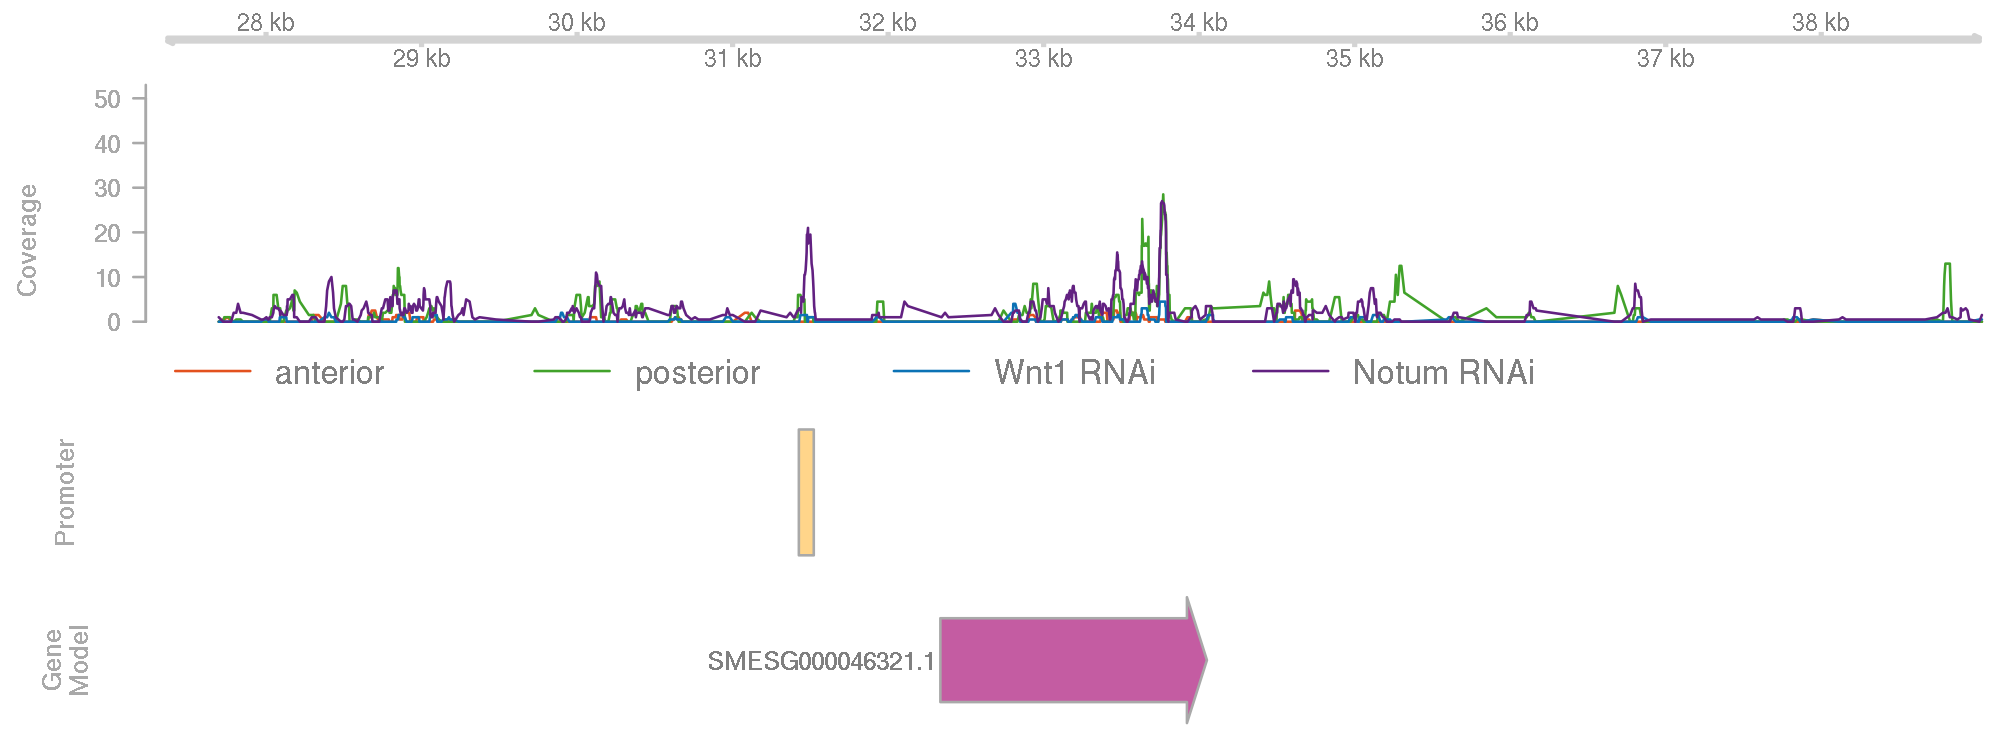 28 kb 30 kb 32 kb 34 kb 36 kb 38 kb
29 kb 31 kb 33 kb 35 kb 37 kb
50
40
30
20
10
0
Coverage
anterior posterior Wnt1 RNAi Notum RNAi
Promoter
Gene
Model
SMESG000046321.1